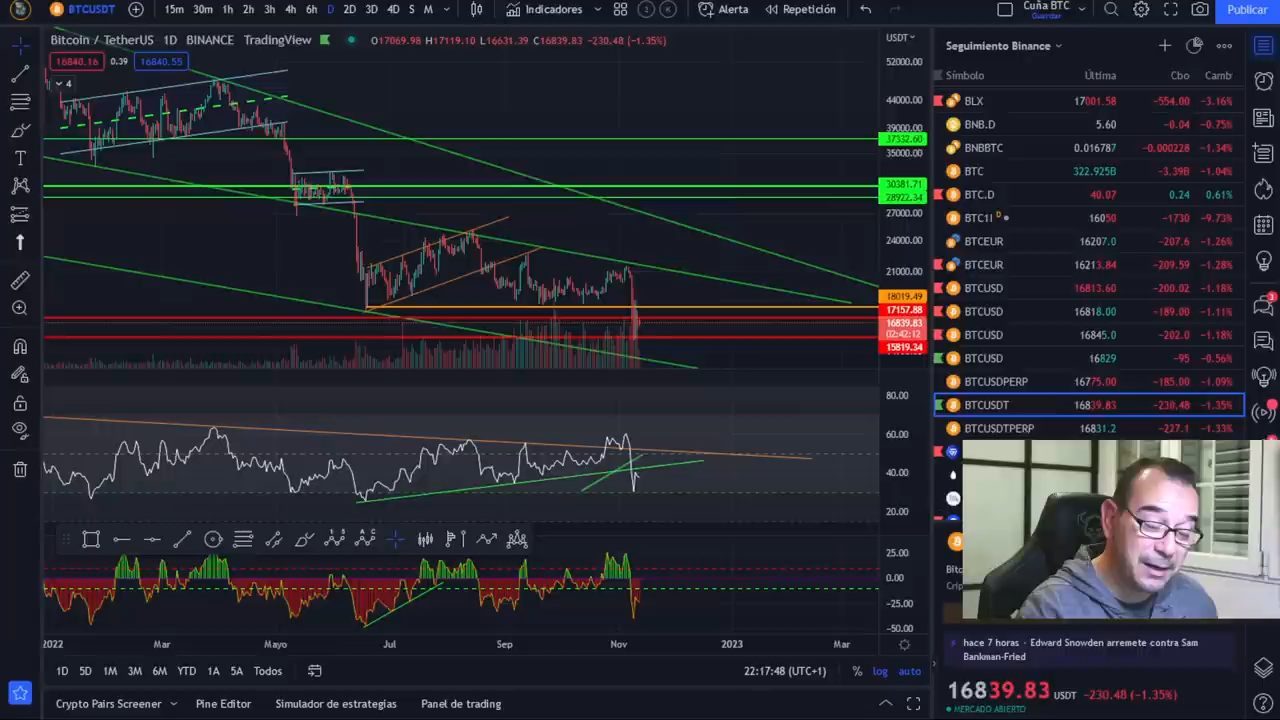 BTCUSDT
15m 30m 1h 2h 3h 4h 6h D 2D 3D 4D S M
Indicadores
Alerta
Repetición
Cuña BTC
Guardar
Publicar
Bitcoin / TetherUS 1D BINANCE TradingView
O17069.98 H17119.10 L16631.39 C16839.83 -230.48 (-1.35%)
16840.16 0.39 16840.55
4
USDT
52000.00
44000.00
39000.00
37332.60
35000.00
30381.71
28922.34
27000.00
24000.00
21000.00
18019.49
17157.88
16839.83
02:42:12
15819.34
80.00
60.00
40.00
20.00
25.00
0.00
-25.00
-50.00
2022 Mar Mayo Jul Sep Nov 2023 Mar
1D 5D 1M 3M 6M YTD 1A 5A Todos
22:17:48 (UTC+1) % log auto
Crypto Pairs Screener Pine Editor Simulador de estrategias Panel de trading
Seguimiento Binance
Símbolo Última Cbo Camb
BLX 17001.58 -554.00 -3.16%
BNB.D 5.60 -0.04 -0.75%
BNBBTC 0.016787 -0.000228 -1.34%
BTC 322.925B -3.39B -1.04%
BTC.D 40.07 0.24 0.61%
BTC1! D 16050 -1730 -9.73%
BTCEUR 16207.0 -207.6 -1.26%
BTCEUR 16213.84 -209.59 -1.28%
BTCUSD 16813.60 -200.02 -1.18%
BTCUSD 16818.00 -189.00 -1.11%
BTCUSD 16845.0 -202.0 -1.18%
BTCUSD 16829 -95 -0.56%
BTCUSDPERP 16775.00 -185.00 -1.09%
BTCUSDT 16839.83 -230.48 -1.35%
BTCUSDTPERP 16831.2 -227.1 -1.33%
3
hace 7 horas · Edward Snowden arremete contra Sam
Bankman-Fried
16839.83 USDT -230.48 (-1.35%)
MERCADO ABIERTO